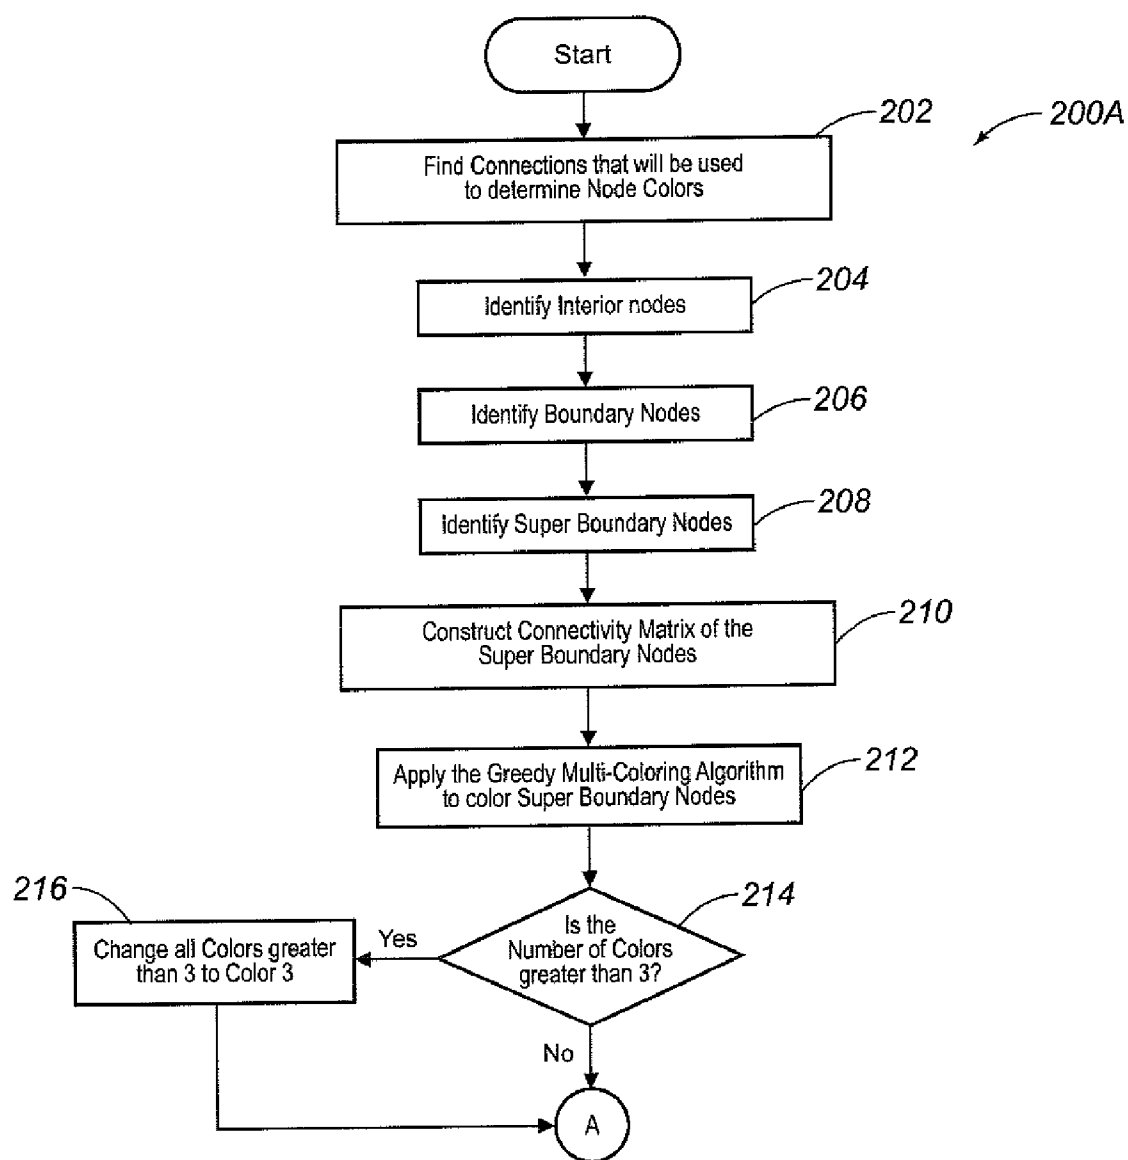 Start
202
200A
Find Connections that will be used
to determine Node Colors
204
Identify Interior nodes
206
Identify Boundary Nodes
208
Identify Super Boundary Nodes
210
Construct Connectivity Matrix of the
Super Boundary Nodes
212
Apply the Greedy Multi-Coloring Algorithm
to color Super Boundary Nodes
216
214
Is the
Number of Colors
greater than 3?
Yes
Change all Colors greater
than 3 to Color 3
No
A